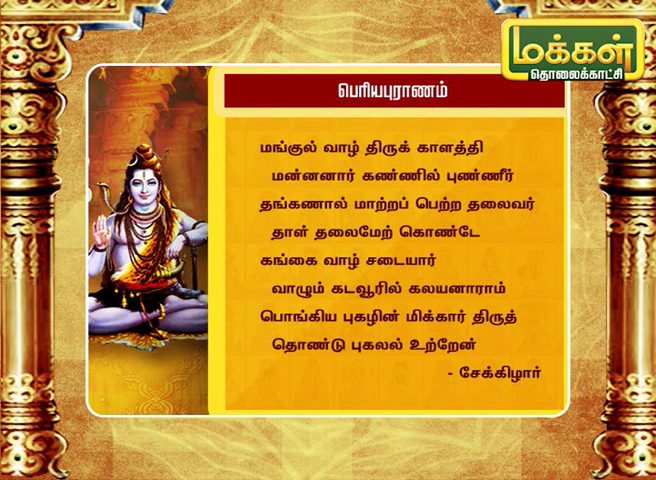 மக்கள்
தொலைக்காட்சி
பெரியபுராணம்
மங்குல் வாழ் திருக் காளத்தி
மன்னனார் கண்ணில் புண்ணீர்
தங்கணால் மாற்றப் பெற்ற தலைவர்
தாள் தலைமேற் கொண்டே
கங்கை வாழ் சடையார்
வாழும் கடவூரில் கலயனாராம்
பொங்கிய புகழின் மிக்கார் திருத்
தொண்டு புகலல் உற்றேன்
- சேக்கிழார்